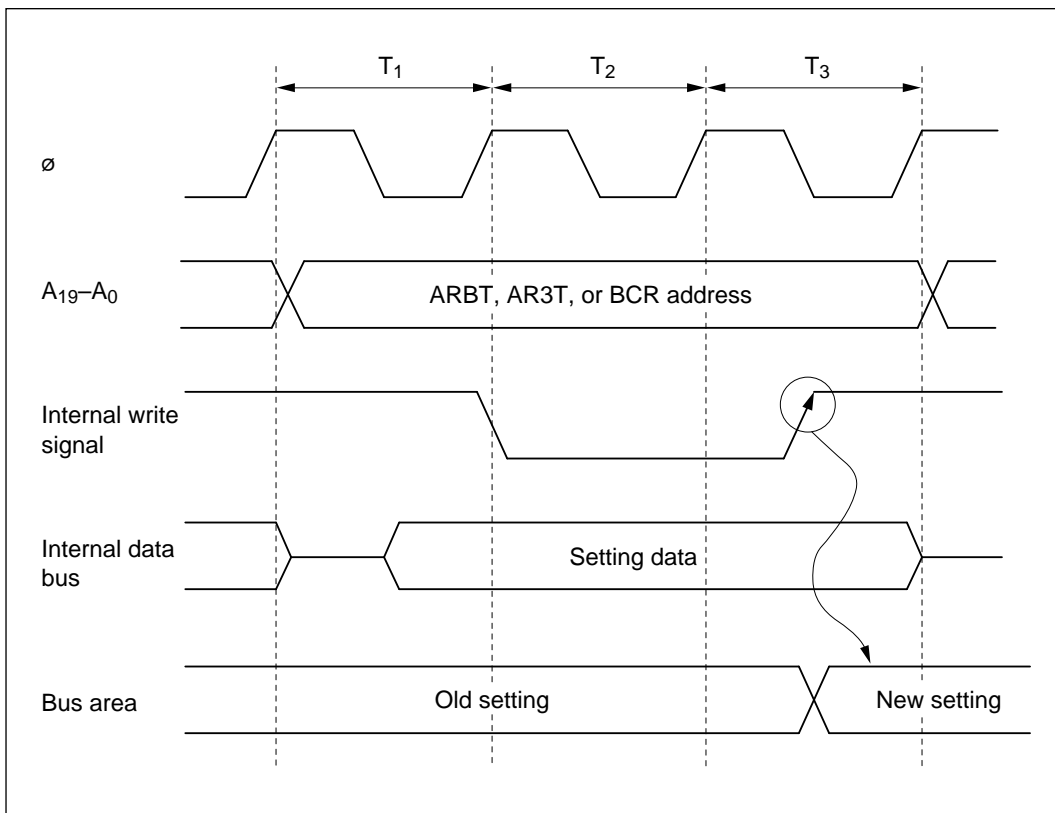 T₁ T₂ T₃
ø
A₁₉–A₀
ARBT, AR3T, or BCR address
Internal write
signal
Internal data
bus
Setting data
Bus area
Old setting
New setting